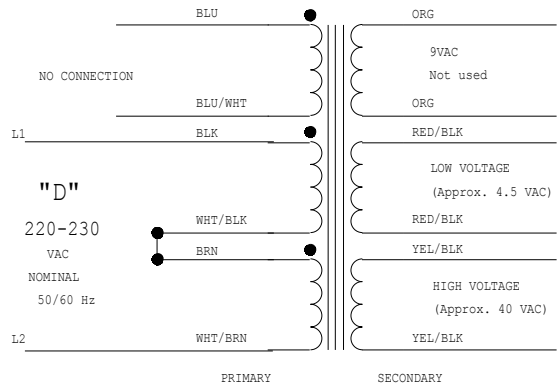 BLU
ORG
9VAC
Not used
NO CONNECTION
BLU/WHT
ORG
L1
BLK
RED/BLK
LOW VOLTAGE
(Approx. 4.5 VAC)
"D"
220-230
VAC
NOMINAL
50/60 Hz
WHT/BLK
RED/BLK
BRN
YEL/BLK
HIGH VOLTAGE
(Approx. 40 VAC)
L2
WHT/BRN
YEL/BLK
PRIMARY
SECONDARY